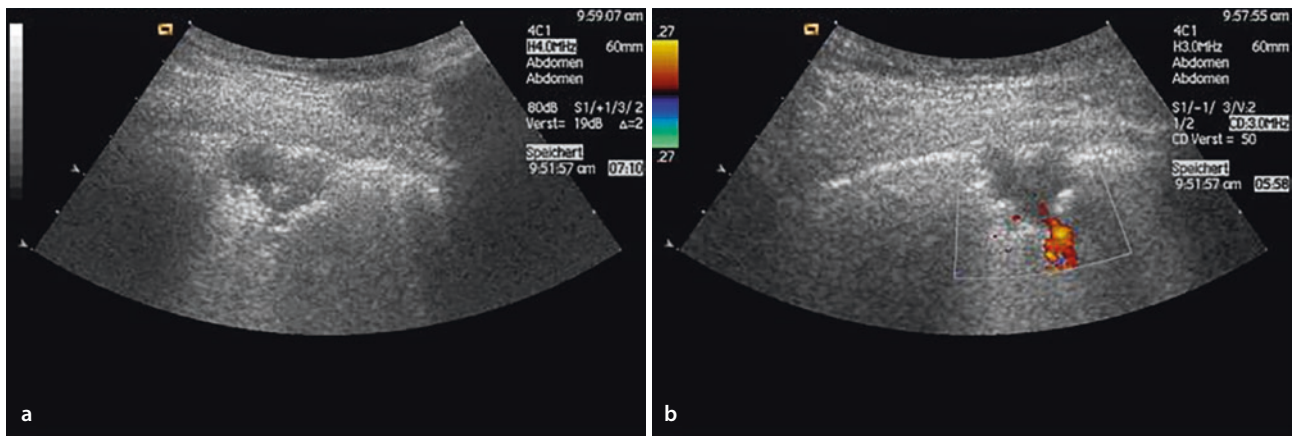 9:59:07 am
4C1
H4.0MHz 60mm
Abdomen
Abdomen
80dB S1/+1/3/2
Verst= 19dB Δ=2
Speichert
9:51:57 am 07:10
a
9:57:55 am
.27
4C1
H3.0MHz 60mm
Abdomen
Abdomen
S1/-1/ 3/V:2
1/2 CD:3.0MHz
CD Verst = 50
.27
Speichert
9:51:57 am 05:58
b